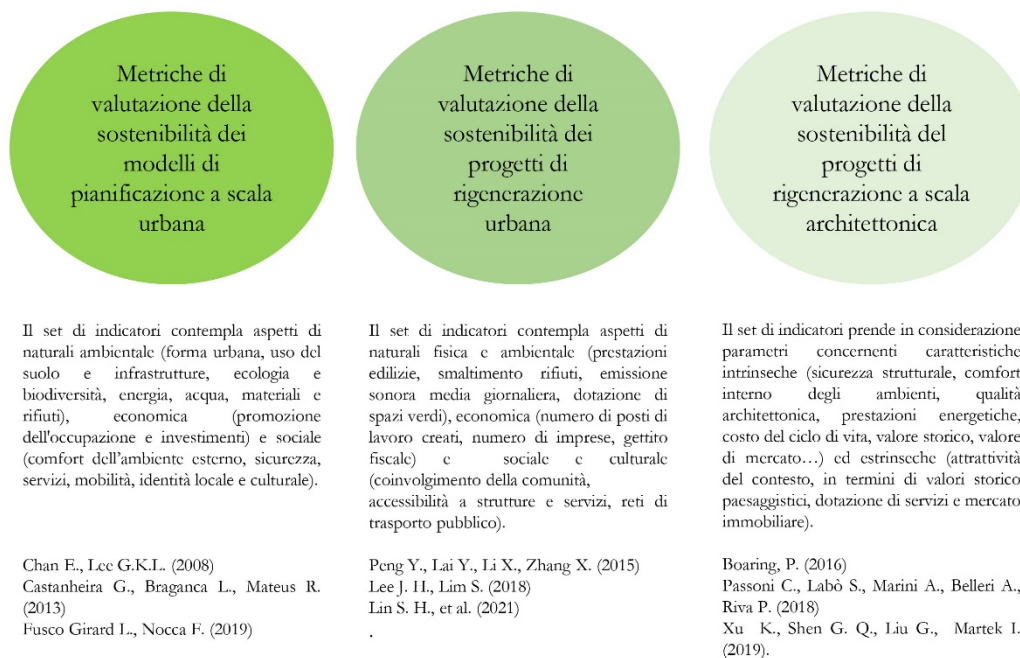 Metriche di
valutazione della
sostenibilità dei
modelli di
pianificazione a scala
urbana
Metriche di
valutazione della
sostenibilità dei
progetti di
rigenerazione
urbana
Metriche di
valutazione della
sostenibilità del
progetti di
rigenerazione a scala
architettonica
Il set di indicatori contempla aspetti di
naturali ambientale (forma urbana, uso del
suolo e infrastrutture, ecologia e
biodiversità, energia, acqua, materiali e
rifiuti), economica (promozione
dell'occupazione e investimenti) e sociale
(comfort dell'ambiente esterno, sicurezza,
servizi, mobilità, identità locale e culturale).
Chan E., Lee G.K.L. (2008)
Castanheira G., Braganca L., Mateus R.
(2013)
Fusco Girard L., Nocca F. (2019)
Il set di indicatori contempla aspetti di
naturali fisica e ambientale (prestazioni
edilizie, smaltimento rifiuti, emissione
sonora media giornaliera, dotazione di
spazi verdi), economica (numero di posti di
lavoro creati, numero di imprese, gettito
fiscale) e sociale e culturale
(coinvolgimento della comunità,
accessibilità a strutture e servizi, reti di
trasporto pubblico).
Peng Y., Lai Y., Li X., Zhang X. (2015)
Lee J. H., Lim S. (2018)
Lin S. H., et al. (2021)
.
Il set di indicatori prende in considerazione
parametri concernenti caratteristiche
intrinseche (sicurezza strutturale, comfort
interno degli ambienti, qualità
architettonica, prestazioni energetiche,
costo del ciclo di vita, valore storico, valore
di mercato…) ed estrinseche (attrattività
del contesto, in termini di valori storico
paesaggistici, dotazione di servizi e mercato
immobiliare).
Boaring, P. (2016)
Passoni C., Labò S., Marini A., Belleri A.,
Riva P. (2018)
Xu K., Shen G. Q., Liu G., Martek I.
(2019).